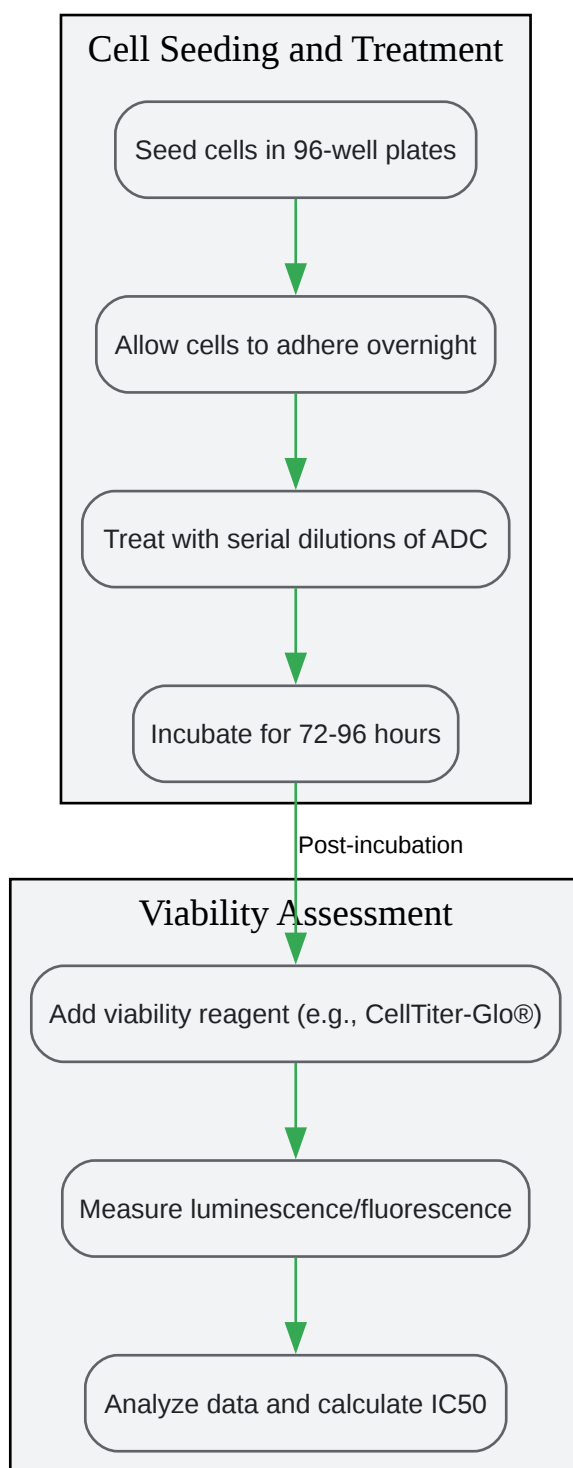 Cell Seeding and Treatment
Seed cells in 96-well plates
Allow cells to adhere overnight
Treat with serial dilutions of ADC
Incubate for 72-96 hours
Post-incubation
Viability Assessment
Add viability reagent (e.g., CellTiter-Glo®)
Measure luminescence/fluorescence
Analyze data and calculate IC50